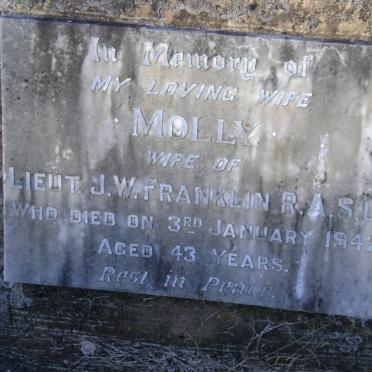 In Memory of
MY LOVING WIFE
· MOLLY ·
WIFE OF
LIEUT. J.W. FRANKLIN R.A.S.
WHO DIED ON 3RD JANUARY 194
AGED 43 YEARS.
Rest in Peace.